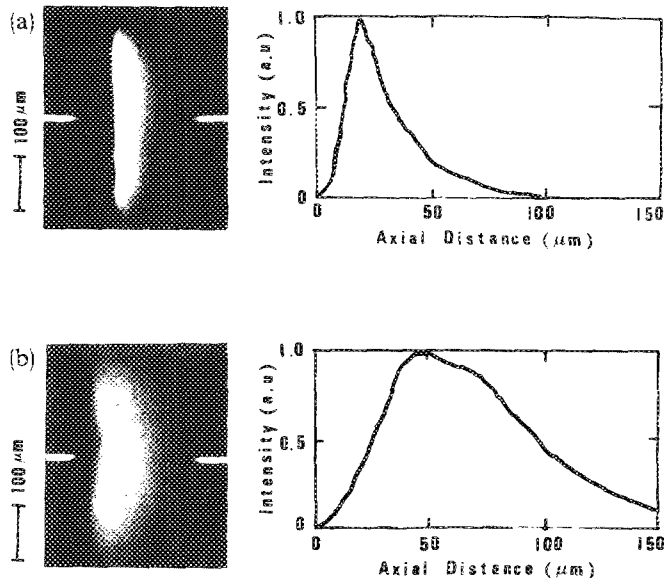 (a)
100 µm
Intensity (a.u)
1.0
0.5
0
0 50 100 150
Axial Distance (µm)
(b)
100 µm
Intensity (a.u)
1.0
0.5
0
0 50 100 150
Axial Distance (µm)